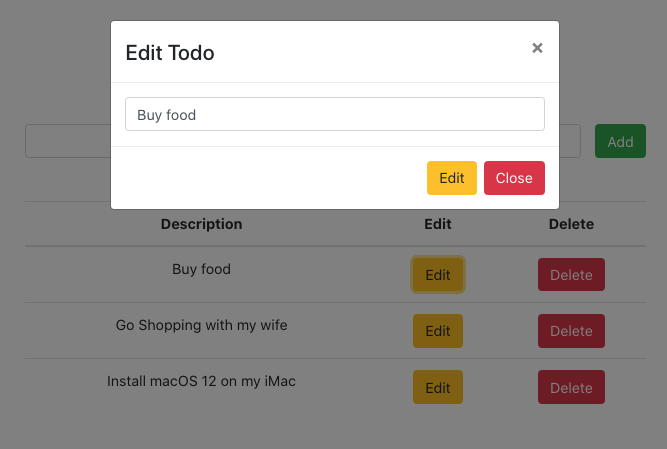 Edit Todo ×
Buy food
Edit Close
Add
Description Edit Delete
Buy food Edit Delete
Go Shopping with my wife Edit Delete
Install macOS 12 on my iMac Edit Delete